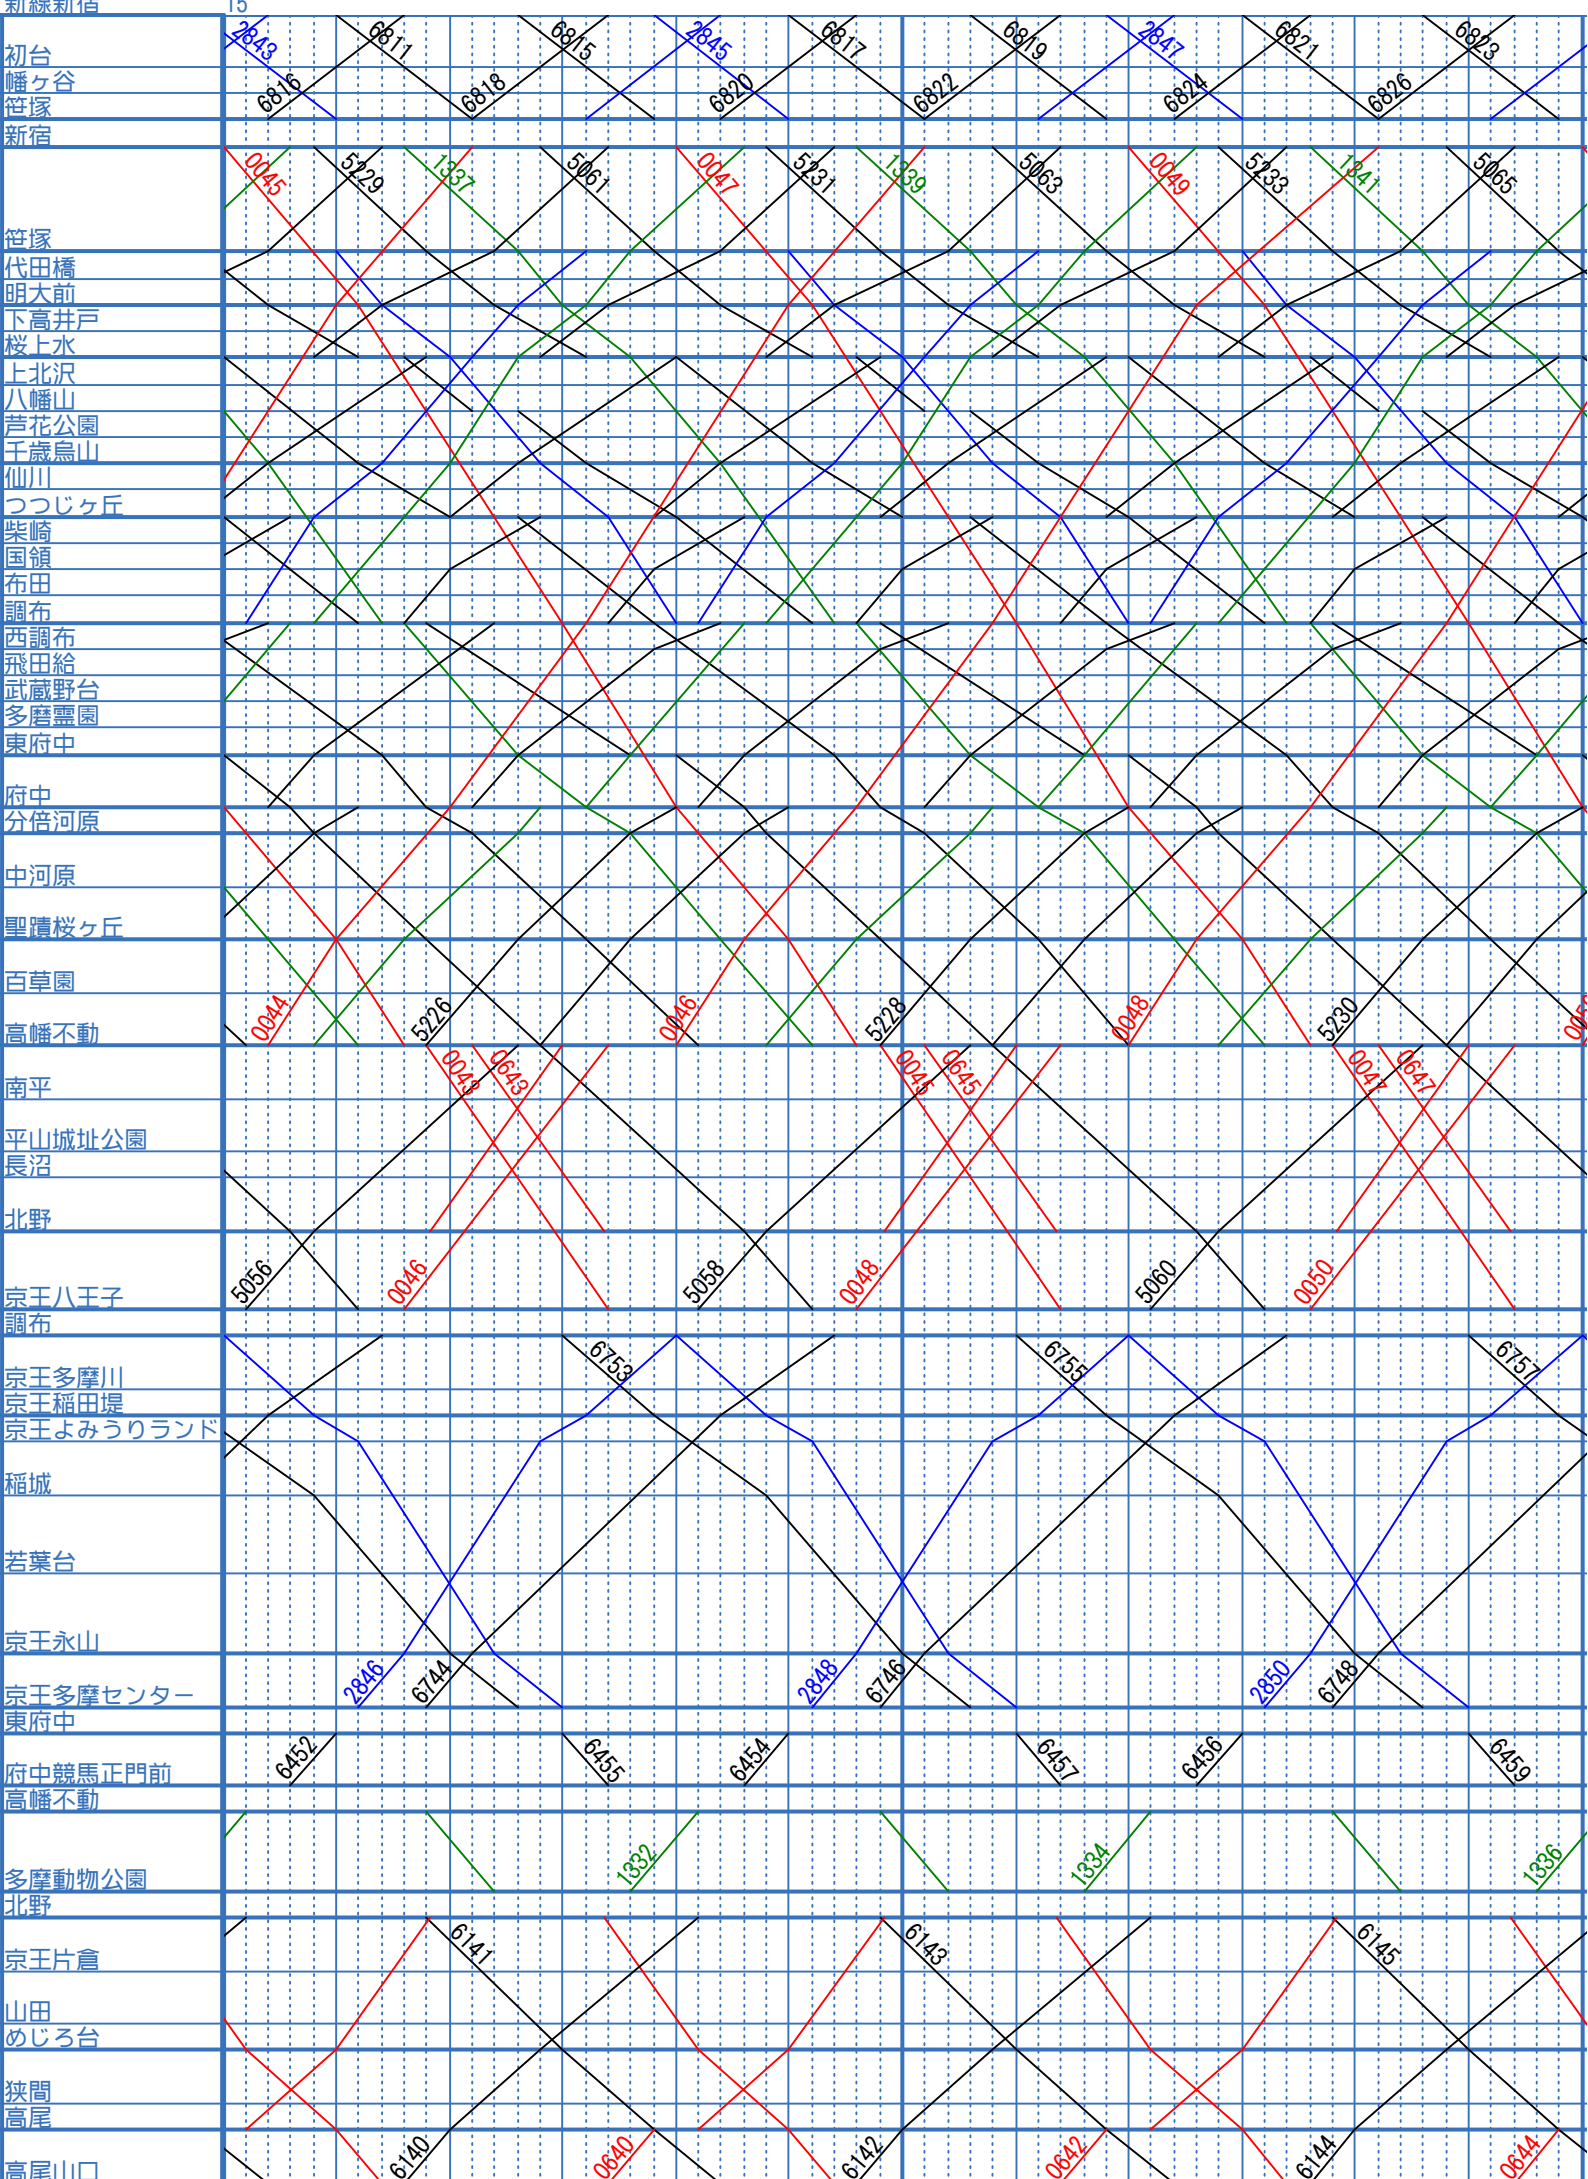 新線新宿 15
初台 2843 6811 6815 2845 6817 6819 2847 6821 6823
幡ヶ谷
笹塚 6816 6818 6820 6822 6824 6826
新宿
0045 5229 1337 5061 0047 5231 1339 5063 0049 5233 1341 5065
笹塚
代田橋
明大前
下高井戸
桜上水
上北沢
八幡山
芦花公園
千歳烏山
仙川
つつじヶ丘
柴崎
国領
布田
調布
西調布
飛田給
武蔵野台
多磨霊園
東府中
府中
分倍河原
中河原
聖蹟桜ヶ丘
百草園
高幡不動 0044 5226 0046 5228 0048 5230
南平 0043 0643 0045 0645 0047 0647
平山城址公園
長沼
北野
京王八王子 5056 0046 5058 0048 5060 0050
調布
京王多摩川 6753 6755 6757
京王稲田堤
京王よみうりランド
稲城
若葉台
京王永山
京王多摩センター 2846 6744 2848 6746 2850 6748
東府中
府中競馬正門前 6452 6455 6454 6457 6456 6459
高幡不動
多摩動物公園 1332 1334 1336
北野
京王片倉 6141 6143 6145
山田
めじろ台
狭間
高尾
高尾山口 6140 0640 6142 0642 6144 0644